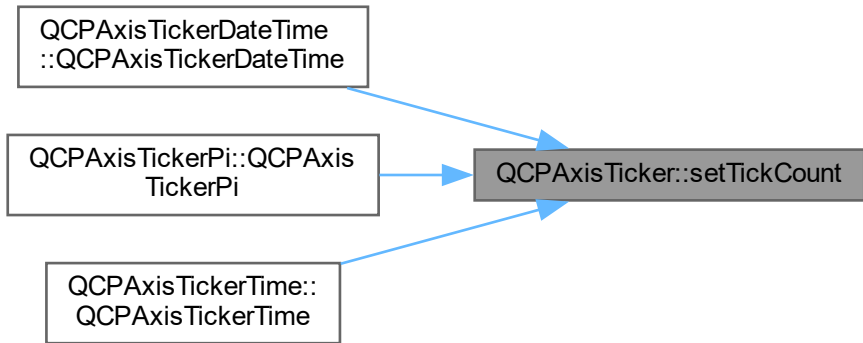 QCPAxisTickerDateTime
::QCPAxisTickerDateTime
QCPAxisTickerPi::QCPAxis
TickerPi
QCPAxisTicker::setTickCount
QCPAxisTickerTime::
QCPAxisTickerTime